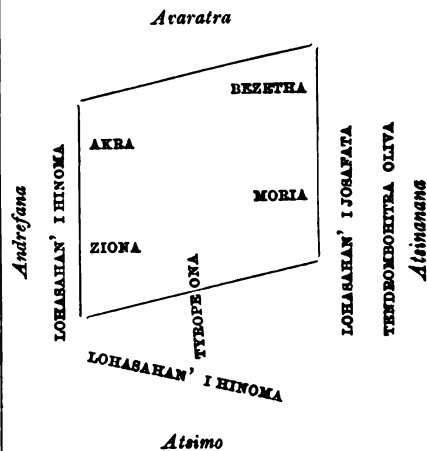 Avaratra
BEZETHA
AKRA
MORIA
ZIONA
Andrefana
LOHASAHAN' I HINOMA
TYROPEONA
LOHASAHAN' I JOSAFATA
TENDROMBOHITRA OLIVA
Atsinanana
LOHASAHAN' I HINOMA
Atsimo